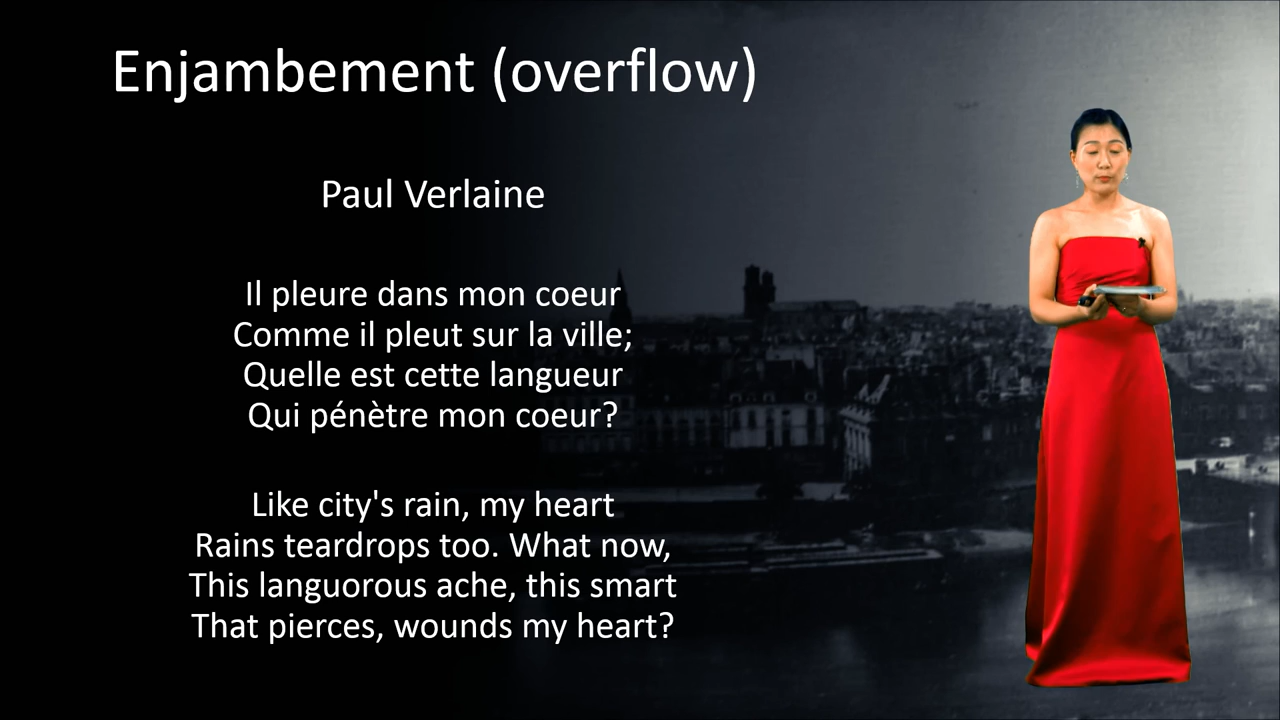 Enjambement (overflow)
Paul Verlaine
Il pleure dans mon coeur
Comme il pleut sur la ville;
Quelle est cette langueur
Qui pénètre mon coeur?
Like city's rain, my heart
Rains teardrops too. What now,
This languorous ache, this smart
That pierces, wounds my heart?